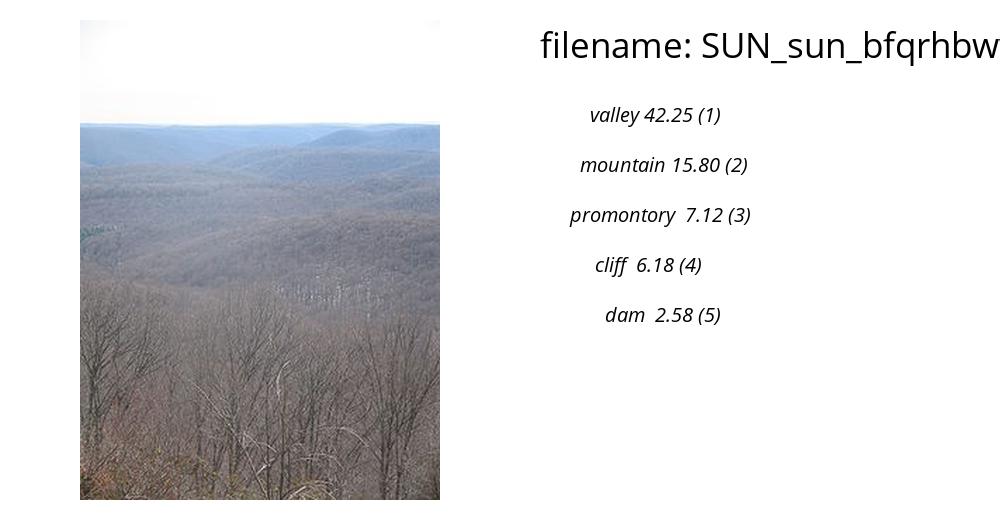 filename: SUN_sun_bfqrhbw
valley 42.25 (1)
mountain 15.80 (2)
promontory 7.12 (3)
cliff 6.18 (4)
dam 2.58 (5)